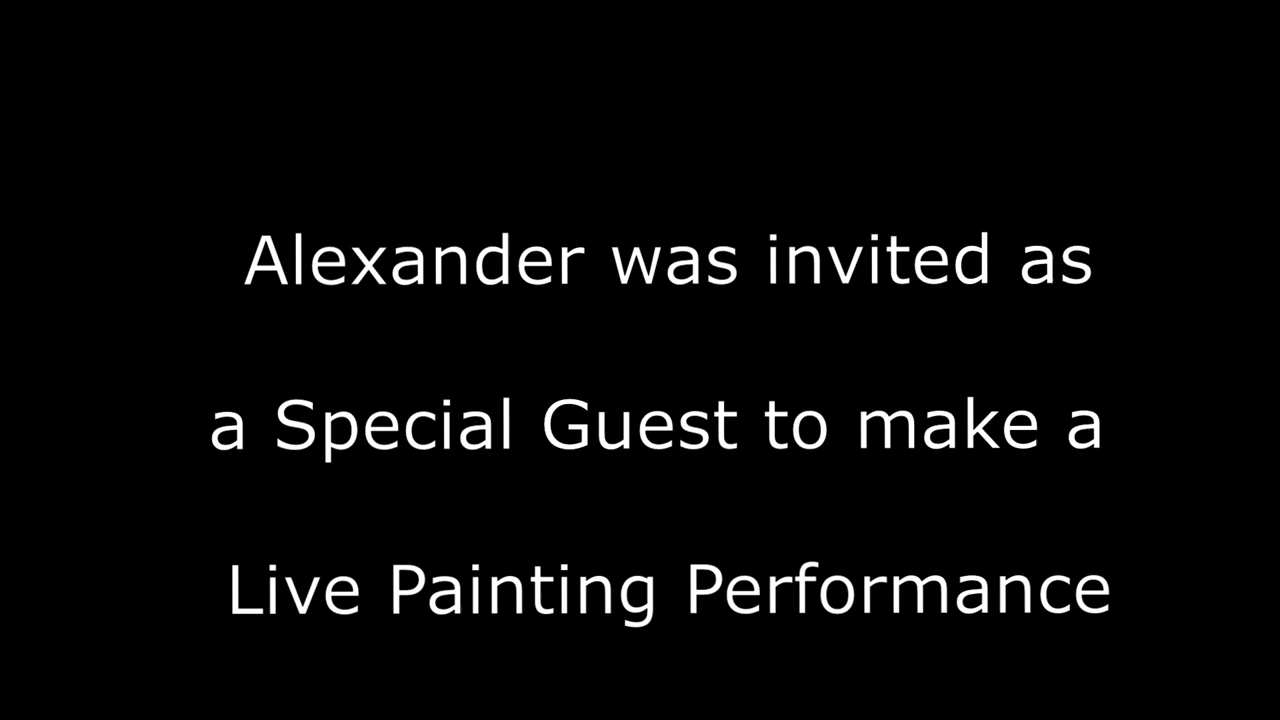 Alexander was invited as
a Special Guest to make a
Live Painting Performance